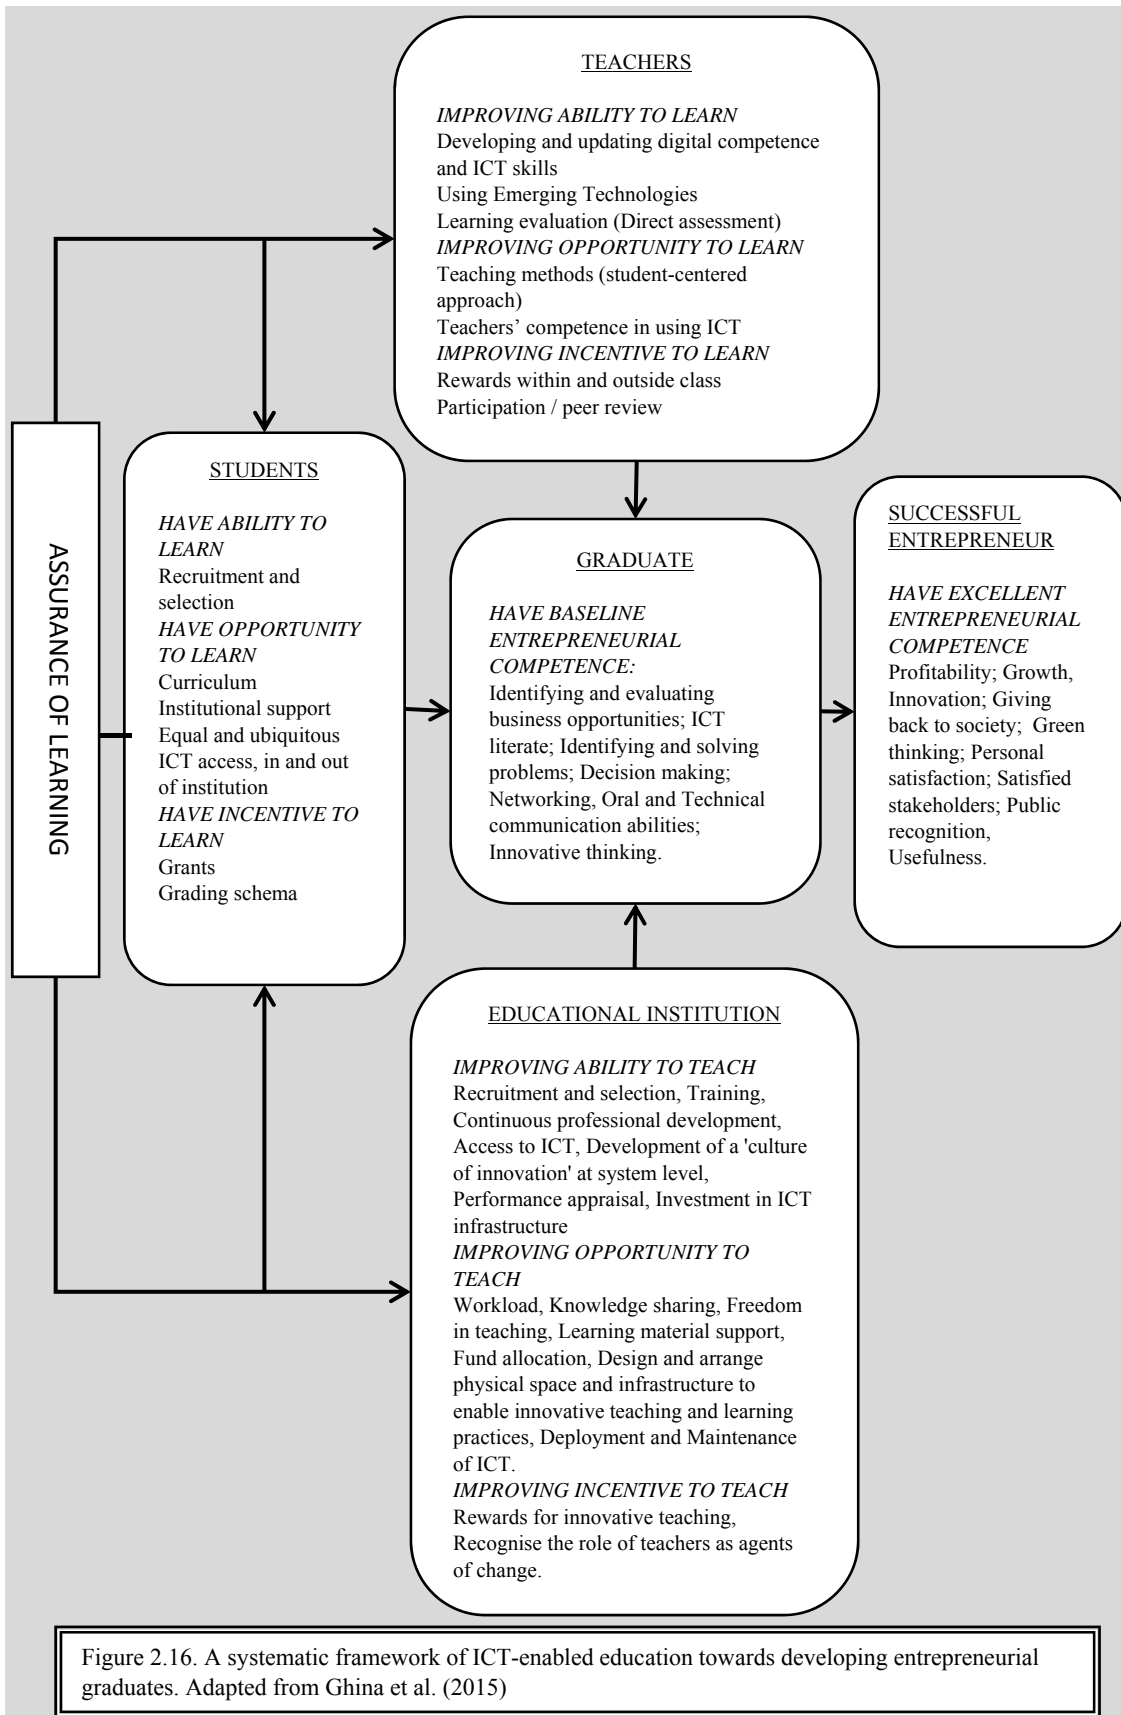 TEACHERS
IMPROVING ABILITY TO LEARN
Developing and updating digital competence
and ICT skills
Using Emerging Technologies
Learning evaluation (Direct assessment)
IMPROVING OPPORTUNITY TO LEARN
Teaching methods (student-centered
approach)
Teachers’ competence in using ICT
IMPROVING INCENTIVE TO LEARN
Rewards within and outside class
Participation / peer review
ASSURANCE OF LEARNING
STUDENTS
HAVE ABILITY TO
LEARN
Recruitment and
selection
HAVE OPPORTUNITY
TO LEARN
Curriculum
Institutional support
Equal and ubiquitous
ICT access, in and out
of institution
HAVE INCENTIVE TO
LEARN
Grants
Grading schema
GRADUATE
HAVE BASELINE
ENTREPRENEURIAL
COMPETENCE:
Identifying and evaluating
business opportunities; ICT
literate; Identifying and solving
problems; Decision making;
Networking, Oral and Technical
communication abilities;
Innovative thinking.
SUCCESSFUL
ENTREPRENEUR
HAVE EXCELLENT
ENTREPRENEURIAL
COMPETENCE
Profitability; Growth,
Innovation; Giving
back to society; Green
thinking; Personal
satisfaction; Satisfied
stakeholders; Public
recognition,
Usefulness.
EDUCATIONAL INSTITUTION
IMPROVING ABILITY TO TEACH
Recruitment and selection, Training,
Continuous professional development,
Access to ICT, Development of a 'culture
of innovation' at system level,
Performance appraisal, Investment in ICT
infrastructure
IMPROVING OPPORTUNITY TO
TEACH
Workload, Knowledge sharing, Freedom
in teaching, Learning material support,
Fund allocation, Design and arrange
physical space and infrastructure to
enable innovative teaching and learning
practices, Deployment and Maintenance
of ICT.
IMPROVING INCENTIVE TO TEACH
Rewards for innovative teaching,
Recognise the role of teachers as agents
of change.
Figure 2.16. A systematic framework of ICT-enabled education towards developing entrepreneurial
graduates. Adapted from Ghina et al. (2015)